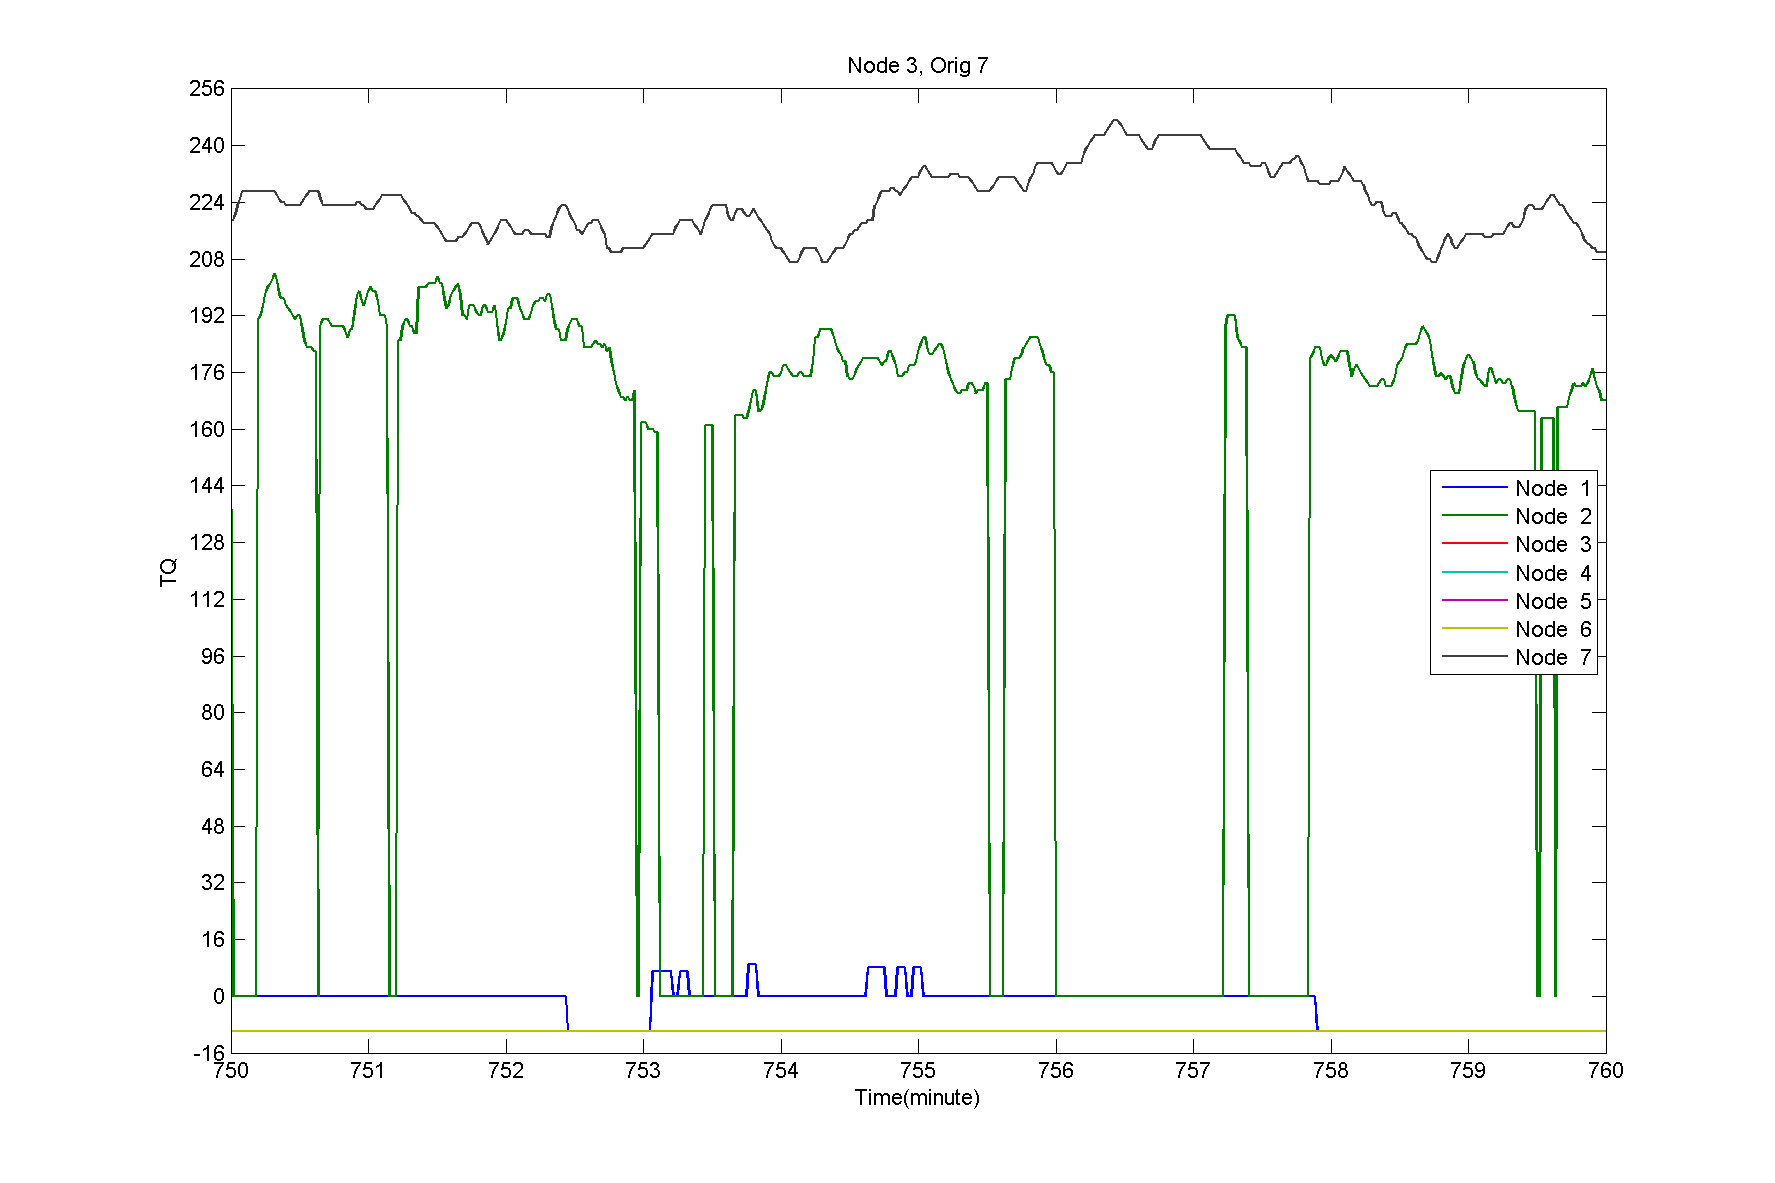 Node 3, Orig 7
256
240
224
208
192
176
160
144
128
112
96
80
64
48
32
16
0
-16
TQ
Node 1
Node 2
Node 3
Node 4
Node 5
Node 6
Node 7
750 751 752 753 754 755 756 757 758 759 760
Time(minute)